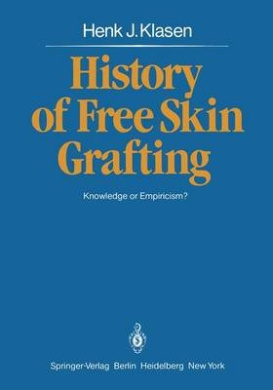 Henk J. Klasen
History
of Free Skin
Grafting
Knowledge or Empiricism?
Springer-Verlag Berlin Heidelberg New York